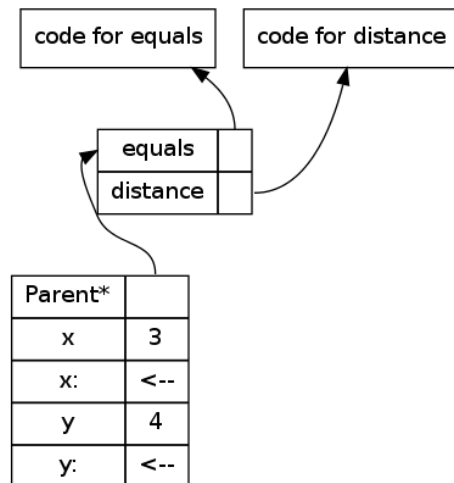 code for equals
code for distance
equals
distance
Parent*
x 3
x: <--
y 4
y: <--